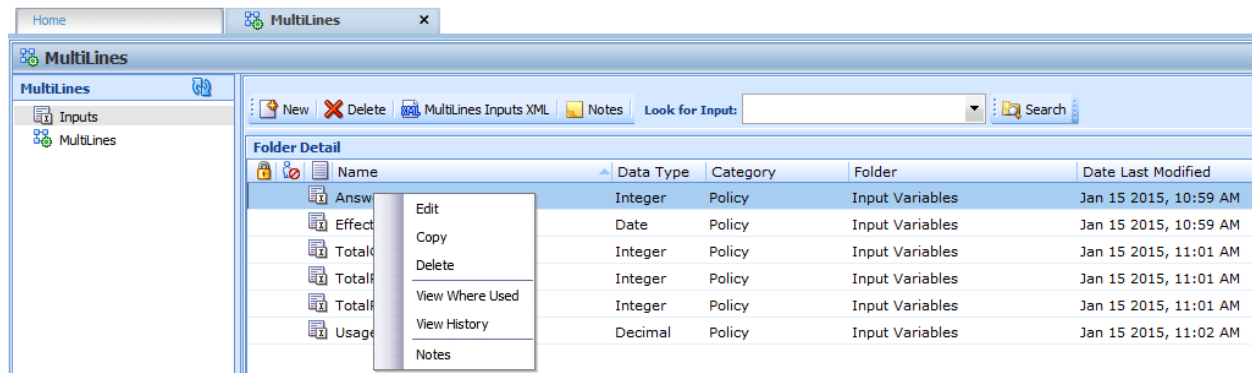 Home MultiLines x
MultiLines
MultiLines
Inputs
MultiLines
New Delete MultiLines Inputs XML Notes Look for Input: Search
Folder Detail
Name Data Type Category Folder Date Last Modified
Integer Policy Input Variables Jan 15 2015, 10:59 AM
Date Policy Input Variables Jan 15 2015, 10:59 AM
Integer Policy Input Variables Jan 15 2015, 11:01 AM
Integer Policy Input Variables Jan 15 2015, 11:01 AM
Integer Policy Input Variables Jan 15 2015, 11:01 AM
Usage Decimal Policy Input Variables Jan 15 2015, 11:02 AM
Edit
Copy
Delete
View Where Used
View History
Notes